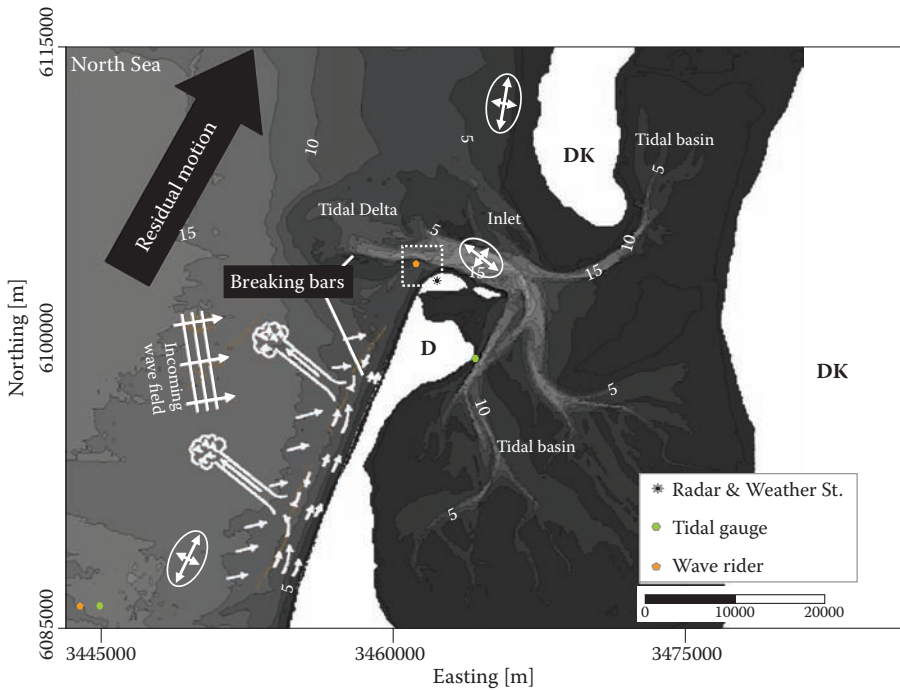 6115000
North Sea
10
5
DK
Tidal basin
5
Residual motion
Tidal Delta
Inlet
15
5
10
15
15
Breaking bars
Northing [m]
6100000
Incoming
wave field
D
DK
10
5
Tidal basin
5
5
Radar & Weather St.
Tidal gauge
Wave rider
0 10000 20000
6085000
3445000 3460000 3475000
Easting [m]